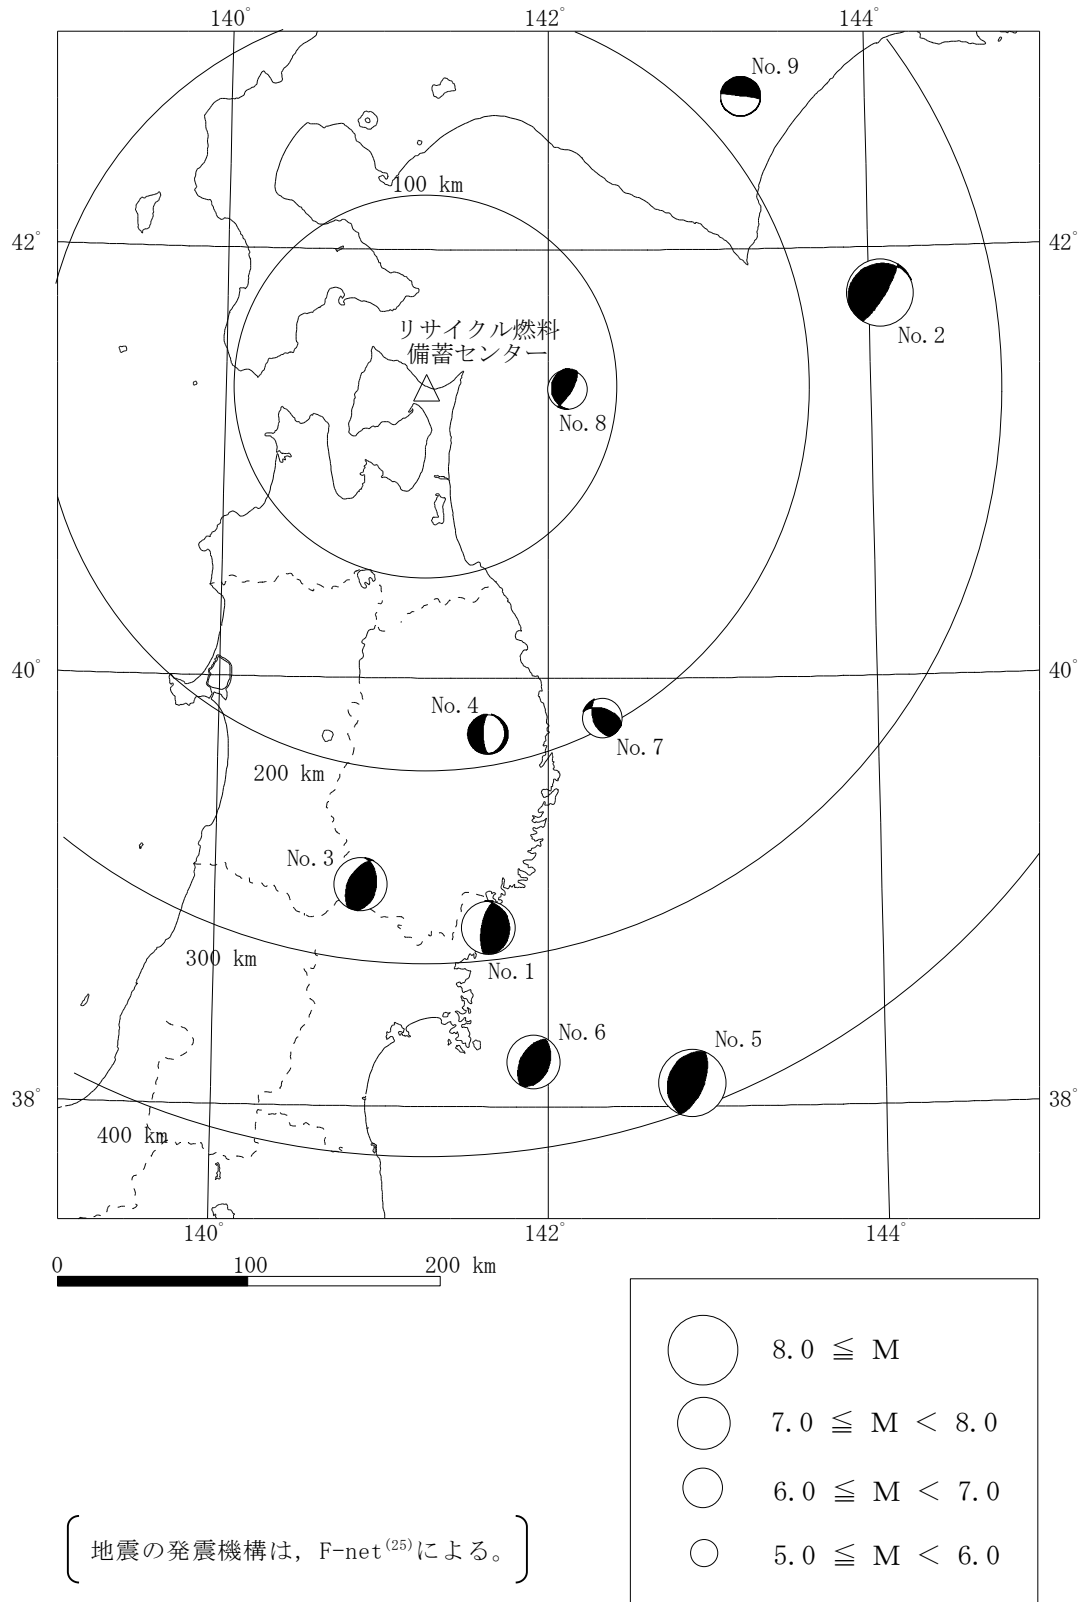 140°
142°
144°
No.9
100 km
42°
42°
リサイクル燃料
備蓄センター
No.2
No.8
40°
40°
No.4
No.7
200 km
No.3
300 km
No.1
No.6
No.5
38°
38°
400 km
140°
142°
144°
0 100 200 km
8.0 ≦ M
7.0 ≦ M < 8.0
6.0 ≦ M < 7.0
5.0 ≦ M < 6.0
地震の発震機構は，F-net(25)による。